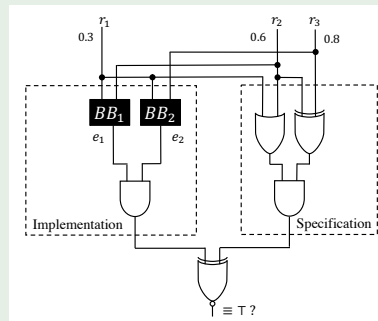 r₁ r₂ r₃
0.3 0.6 0.8
BB₁ BB₂
e₁ e₂
Implementation Specification
≡ ⊤ ?